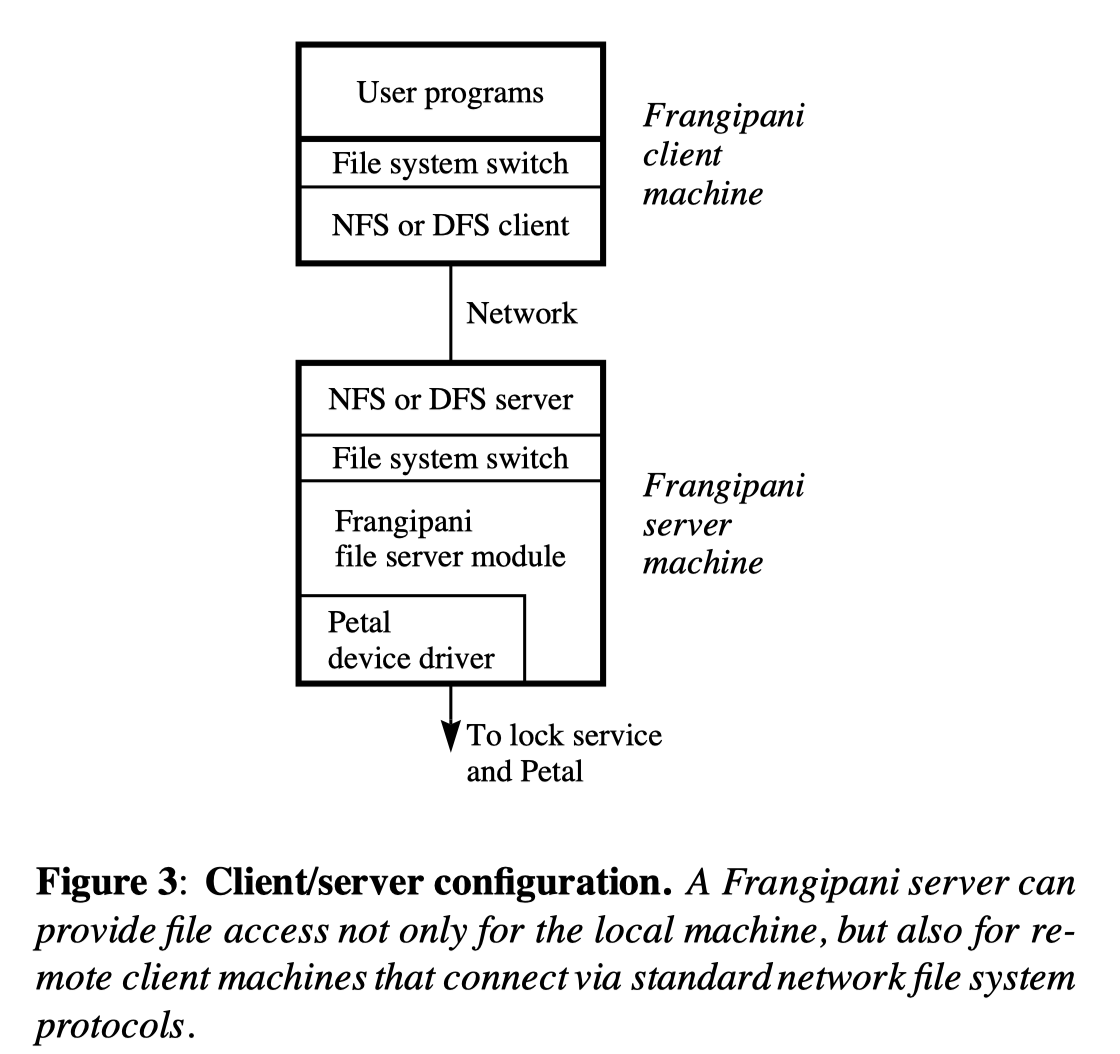 User programs
File system switch
NFS or DFS client
Frangipani
client
machine
Network
NFS or DFS server
File system switch
Frangipani
file server module
Petal
device driver
Frangipani
server
machine
To lock service
and Petal
Figure 3: Client/server configuration. A Frangipani server can
provide file access not only for the local machine, but also for re-
mote client machines that connect via standard network file system
protocols.